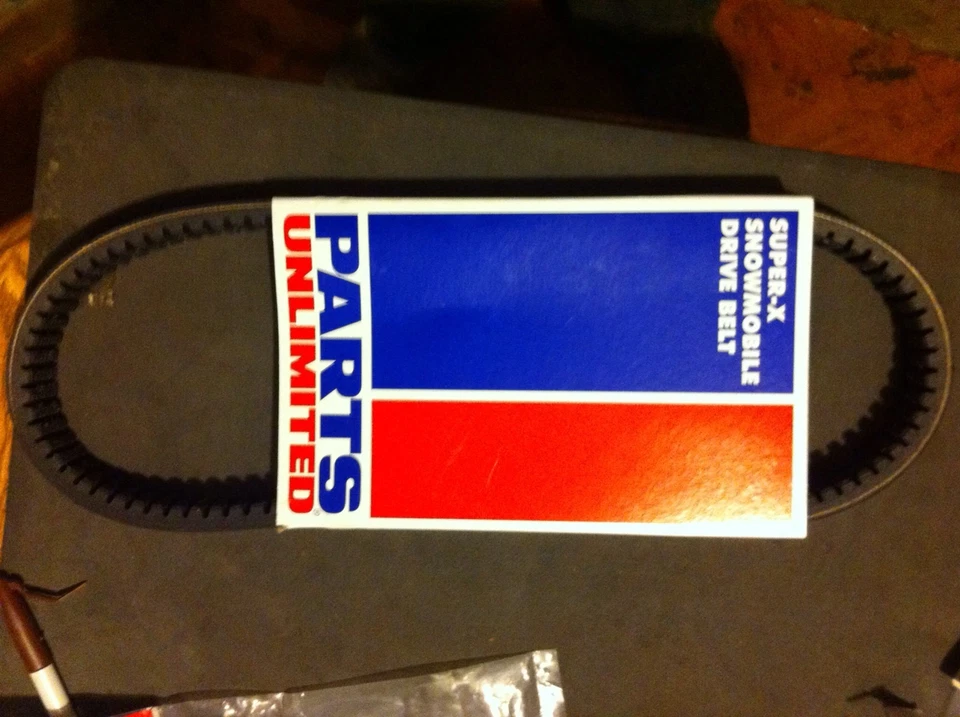 SUPER-X
SNOWMOBILE
DRIVE BELT
PARTS
UNLIMITED®